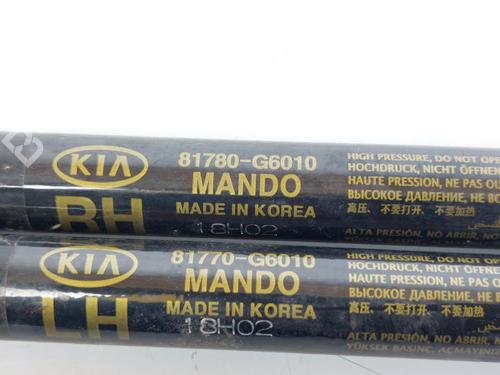 KIA
81780-G6010
MANDO
MADE IN KOREA
18H02
RH
HIGH PRESSURE, DO NOT OPE
HOCHDRUCK, NICHT ÖFFNEN
HAUTE PRESSION, NE PAS O
ВЫСОКОЕ ДАВЛЕНИЕ, НЕ ВС
高压、不要打开、不要加热
ALTA PRESIÓN, NO ABRIR, NO
KIA
81770-G6010
MANDO
MADE IN KOREA
18H02
LH
HIGH PRESSURE, DO NOT OPE
HOCHDRUCK, NICHT ÖFFNE
HAUTE PRESSION, NE PAS
ВЫСОКОЕ ДАВЛЕНИЕ, НЕ
高压、不要打开、不要加热
ALTA PRESIÓN, NO ABRIR, NO
YÜKSEK BASINÇ, AÇMAYINIZ